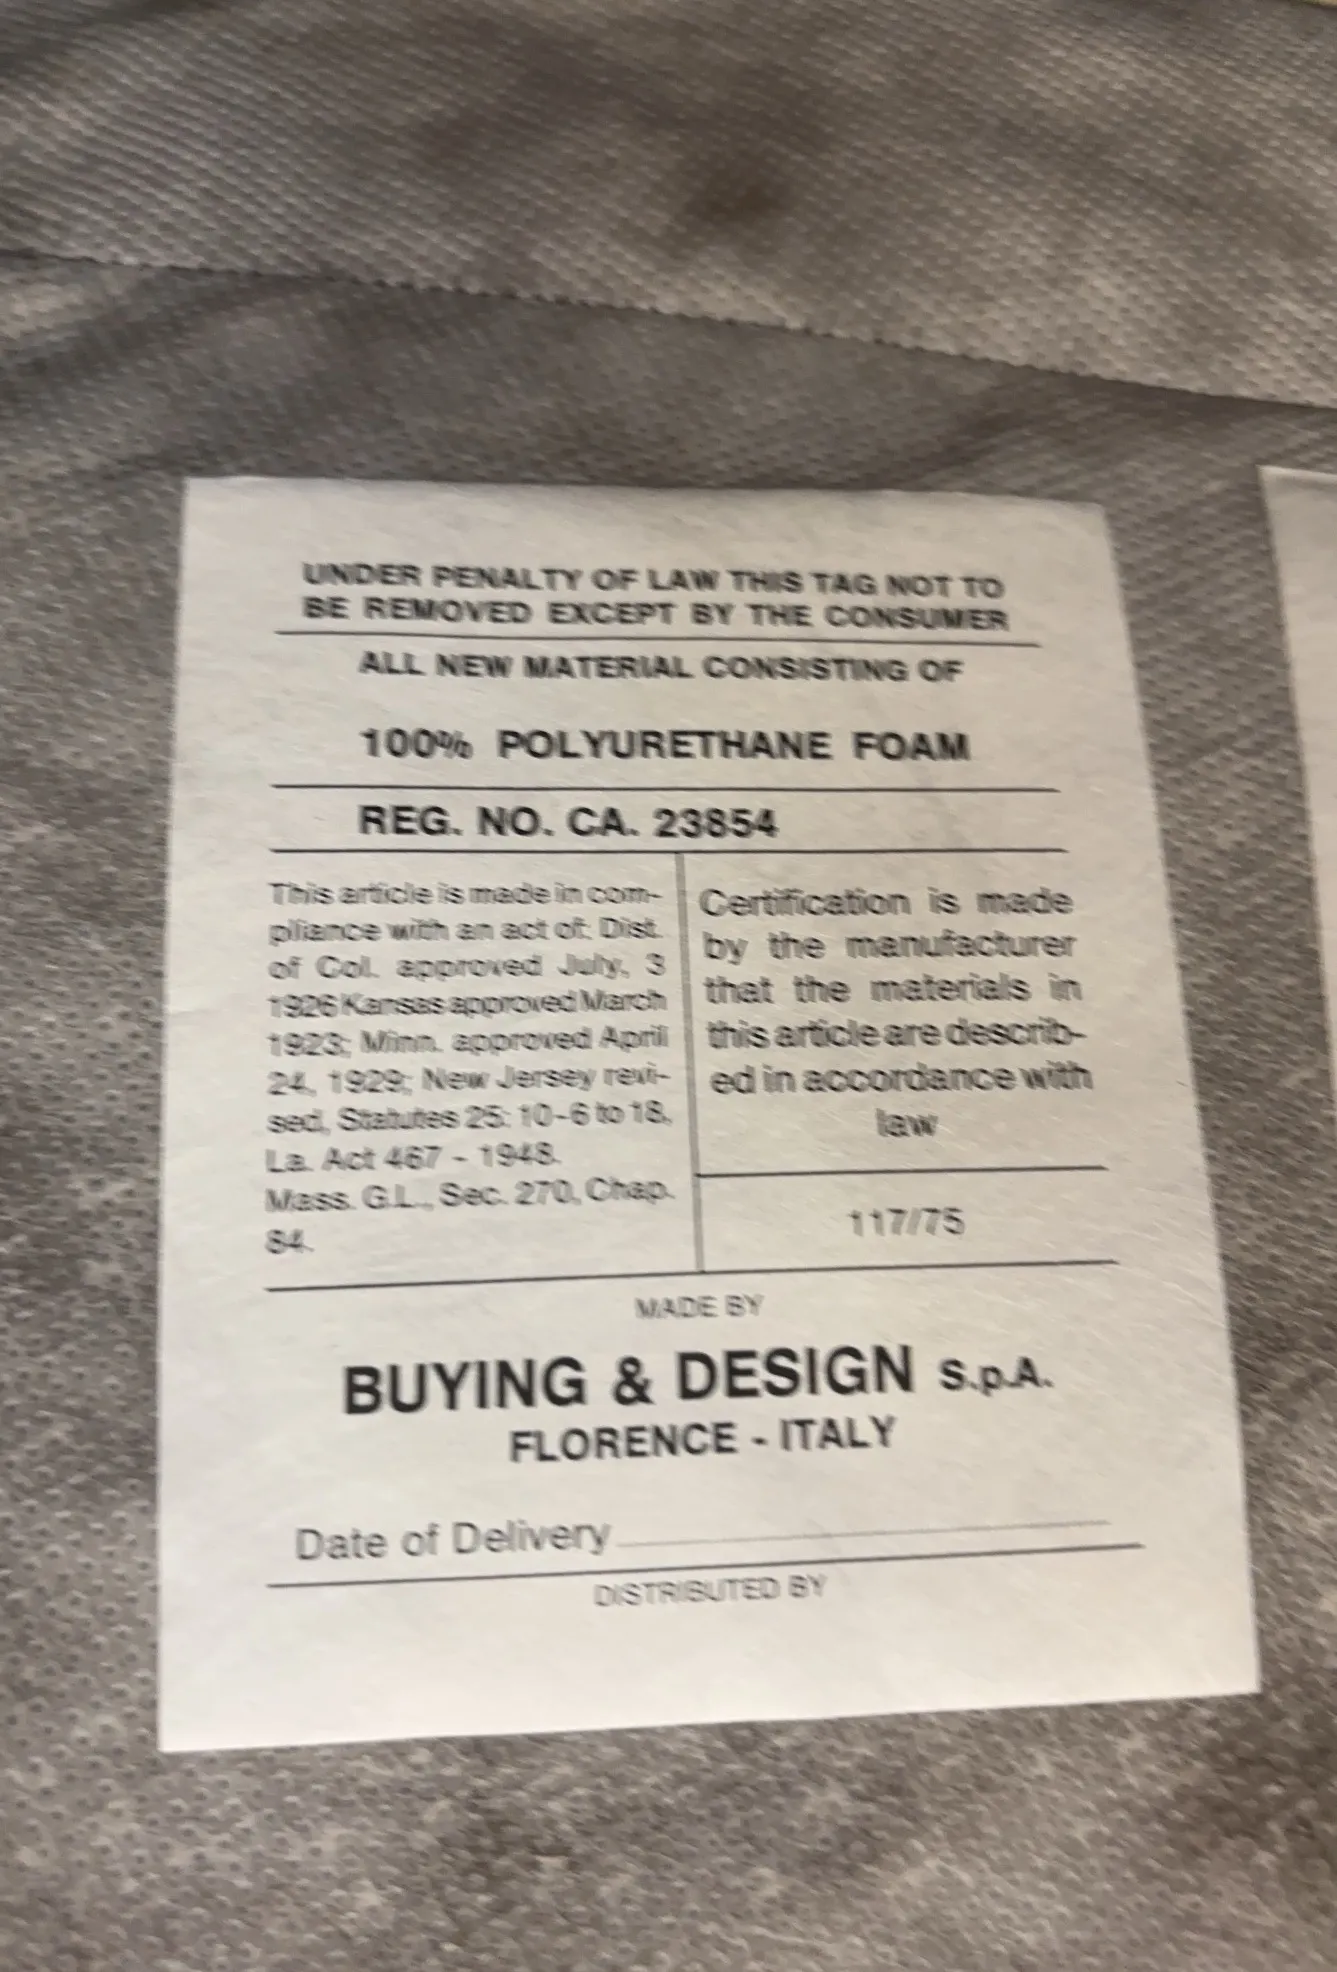 UNDER PENALTY OF LAW THIS TAG NOT TO
BE REMOVED EXCEPT BY THE CONSUMER
ALL NEW MATERIAL CONSISTING OF
100% POLYURETHANE FOAM
REG. NO. CA. 23854
This article is made in com-
pliance with an act of: Dist.
of Col. approved July, 3
1926 Kansas approved March
1923; Minn. approved April
24, 1929; New Jersey revi-
sed, Statutes 25: 10-6 to 18,
La. Act 467 - 1948.
Mass. G.L., Sec. 270, Chap.
84.
Certification is made
by the manufacturer
that the materials in
this article are describ-
ed in accordance with
law
117/75
MADE BY
BUYING & DESIGN S.p.A.
FLORENCE - ITALY
Date of Delivery
DISTRIBUTED BY